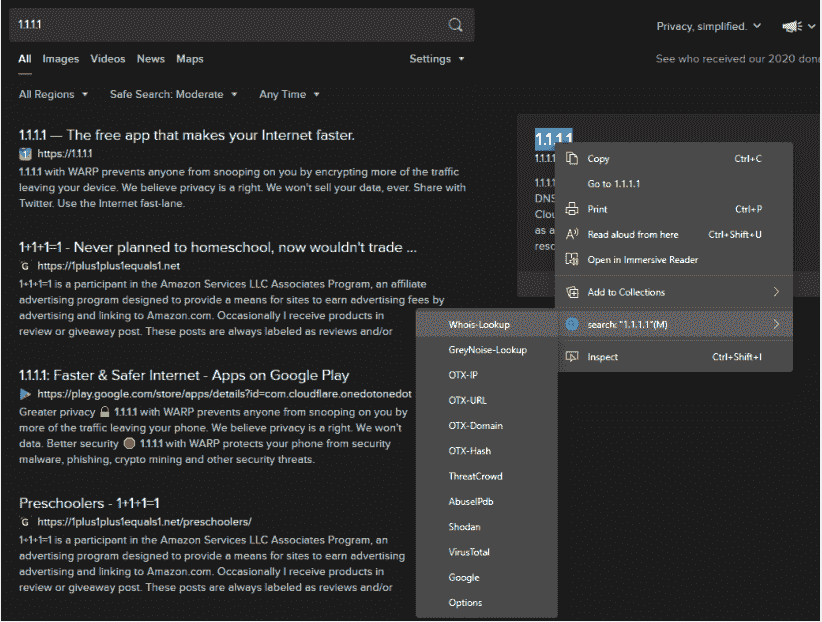 1.1.1.1
Privacy, simplified.
All Images Videos News Maps Settings
See who received our 2020 don
All Regions Safe Search: Moderate Any Time
1.1.1.1 — The free app that makes your Internet faster.
https://1.1.1.1
1.1.1.1 with WARP prevents anyone from snooping on you by encrypting more of the traffic
leaving your device. We believe privacy is a right. We won't sell your data, ever. Share with
Twitter. Use the Internet fast-lane.
1+1+1=1 - Never planned to homeschool, now wouldn't trade ...
G https://1plus1plus1equals1.net
1+1+1=1 is a participant in the Amazon Services LLC Associates Program, an affiliate
advertising program designed to provide a means for sites to earn advertising fees by
advertising and linking to Amazon.com. Occasionally I receive products in
review or giveaway post. These posts are always labeled as reviews and/or
1.1.1.1: Faster & Safer Internet - Apps on Google Play
https://play.google.com/store/apps/details?id=com.cloudflare.onedotonedot
Greater privacy 1.1.1.1 with WARP prevents anyone from snooping on you by
more of the traffic leaving your phone. We believe privacy is a right. We won't
data. Better security 1.1.1.1 with WARP protects your phone from security
malware, phishing, crypto mining and other security threats.
Preschoolers - 1+1+1=1
G https://1plus1plus1equals1.net/preschoolers/
1+1+1=1 is a participant in the Amazon Services LLC Associates Program, an
advertising program designed to provide a means for sites to earn advertising
advertising and linking to Amazon.com. Occasionally I receive products in
review or giveaway post. These posts are always labeled as reviews and/or
1.1.1.1
1.1.1.
1.1.1.1
DNS
Clou
as a
reso
Copy Ctrl+C
Go to 1.1.1.1
Print Ctrl+P
Read aloud from here Ctrl+Shift+U
Open in Immersive Reader
Add to Collections
search: "1.1.1.1"(M)
Inspect Ctrl+Shift+I
Whois-Lookup
GreyNoise-Lookup
OTX-IP
OTX-URL
OTX-Domain
OTX-Hash
ThreatCrowd
AbuseIPdb
Shodan
VirusTotal
Google
Options